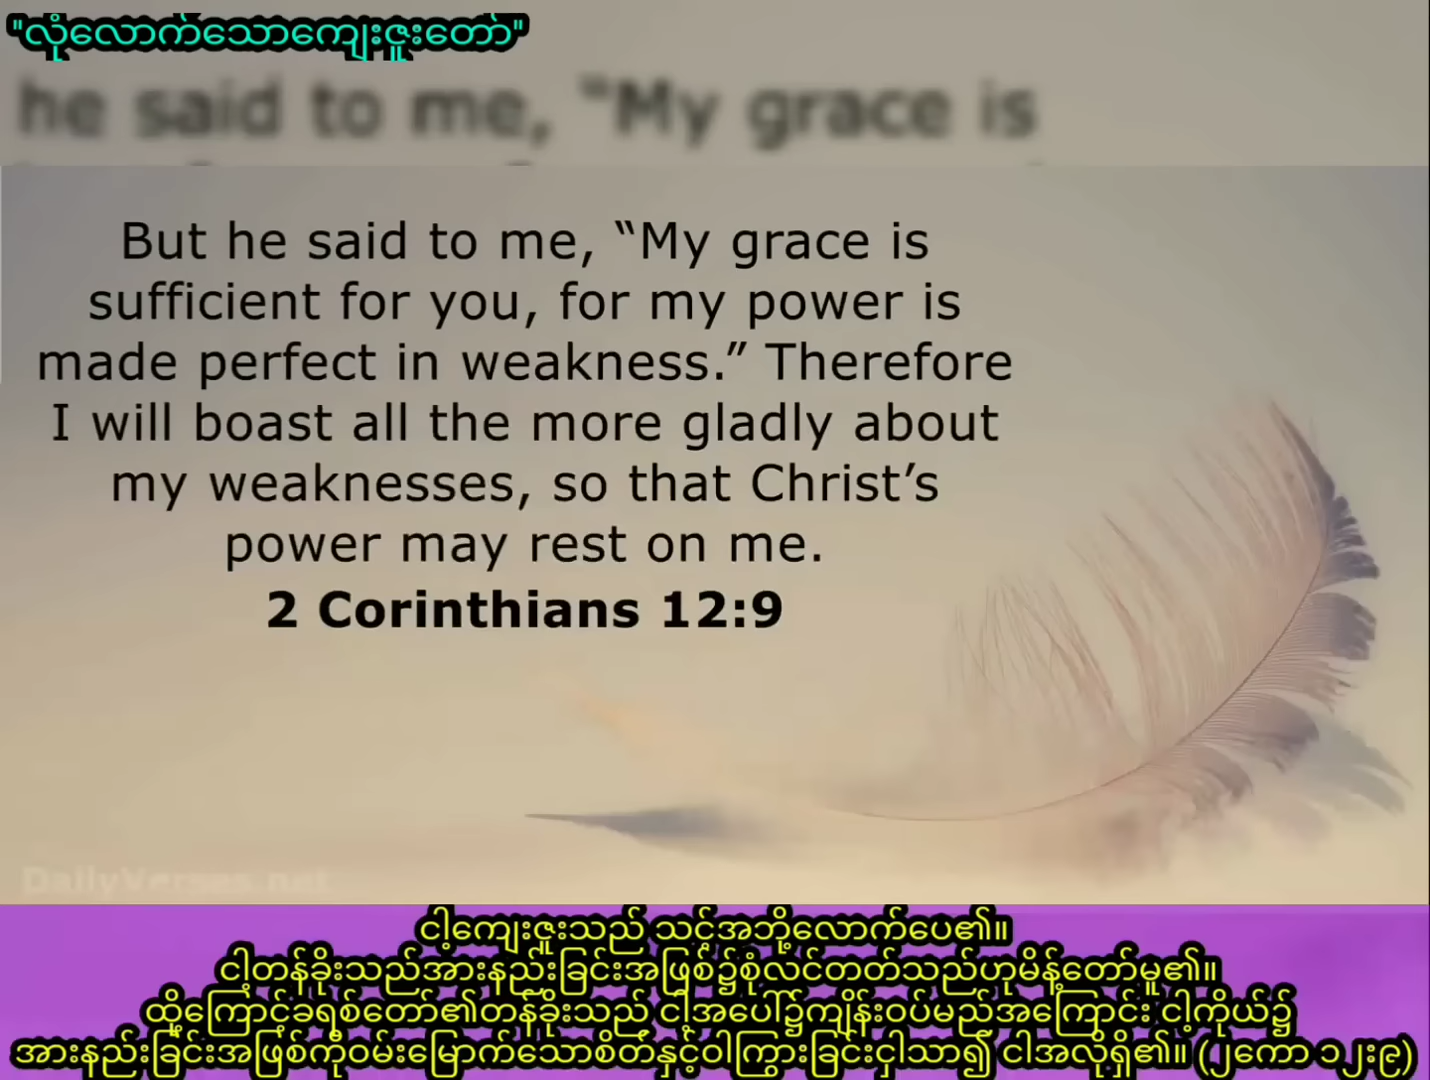 "လုံလောက်သောကျေးဇူးတော်"
he said to me, “My grace is
But he said to me, “My grace is
sufficient for you, for my power is
made perfect in weakness.” Therefore
I will boast all the more gladly about
my weaknesses, so that Christ’s
power may rest on me.
2 Corinthians 12:9
DailyVerses.net
ငါ့ကျေးဇူးသည် သင့်အဘို့လောက်ပေ၏။
ငါ့တန်ခိုးသည်အားနည်းခြင်းအဖြစ်၌စုံလင်တတ်သည်ဟုမိန့်တော်မူ၏။
ထို့ကြောင့်ခရစ်တော်၏တန်ခိုးသည် ငါ့အပေါ်၌ကျိန်းဝပ်မည်အကြောင်း ငါ့ကိုယ်၌
အားနည်းခြင်းအဖြစ်ကိုဝမ်းမြောက်သောစိတ်နှင့်ဝါကြွားခြင်းငှါသာ၍ ငါအလိုရှိ၏။ (၂ကော ၁၂း၉)